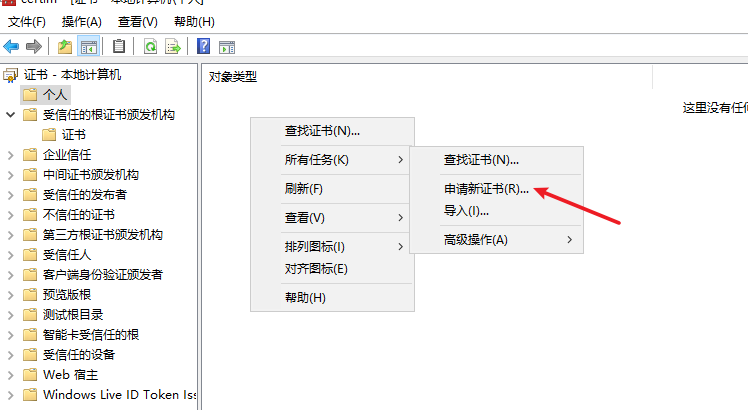 certlm - [证书 - 本地计算机\个人]
文件(F) 操作(A) 查看(V) 帮助(H)
证书 - 本地计算机
个人
受信任的根证书颁发机构
证书
企业信任
中间证书颁发机构
受信任的发布者
不信任的证书
第三方根证书颁发机构
受信任人
客户端身份验证颁发者
预览版根
测试根目录
智能卡受信任的根
受信任的设备
Web 宿主
Windows Live ID Token Iss
对象类型
这里没有任何
查找证书(N)...
所有任务(K)
刷新(F)
查看(V)
排列图标(I)
对齐图标(E)
帮助(H)
查找证书(N)...
申请新证书(R)...
导入(I)...
高级操作(A)